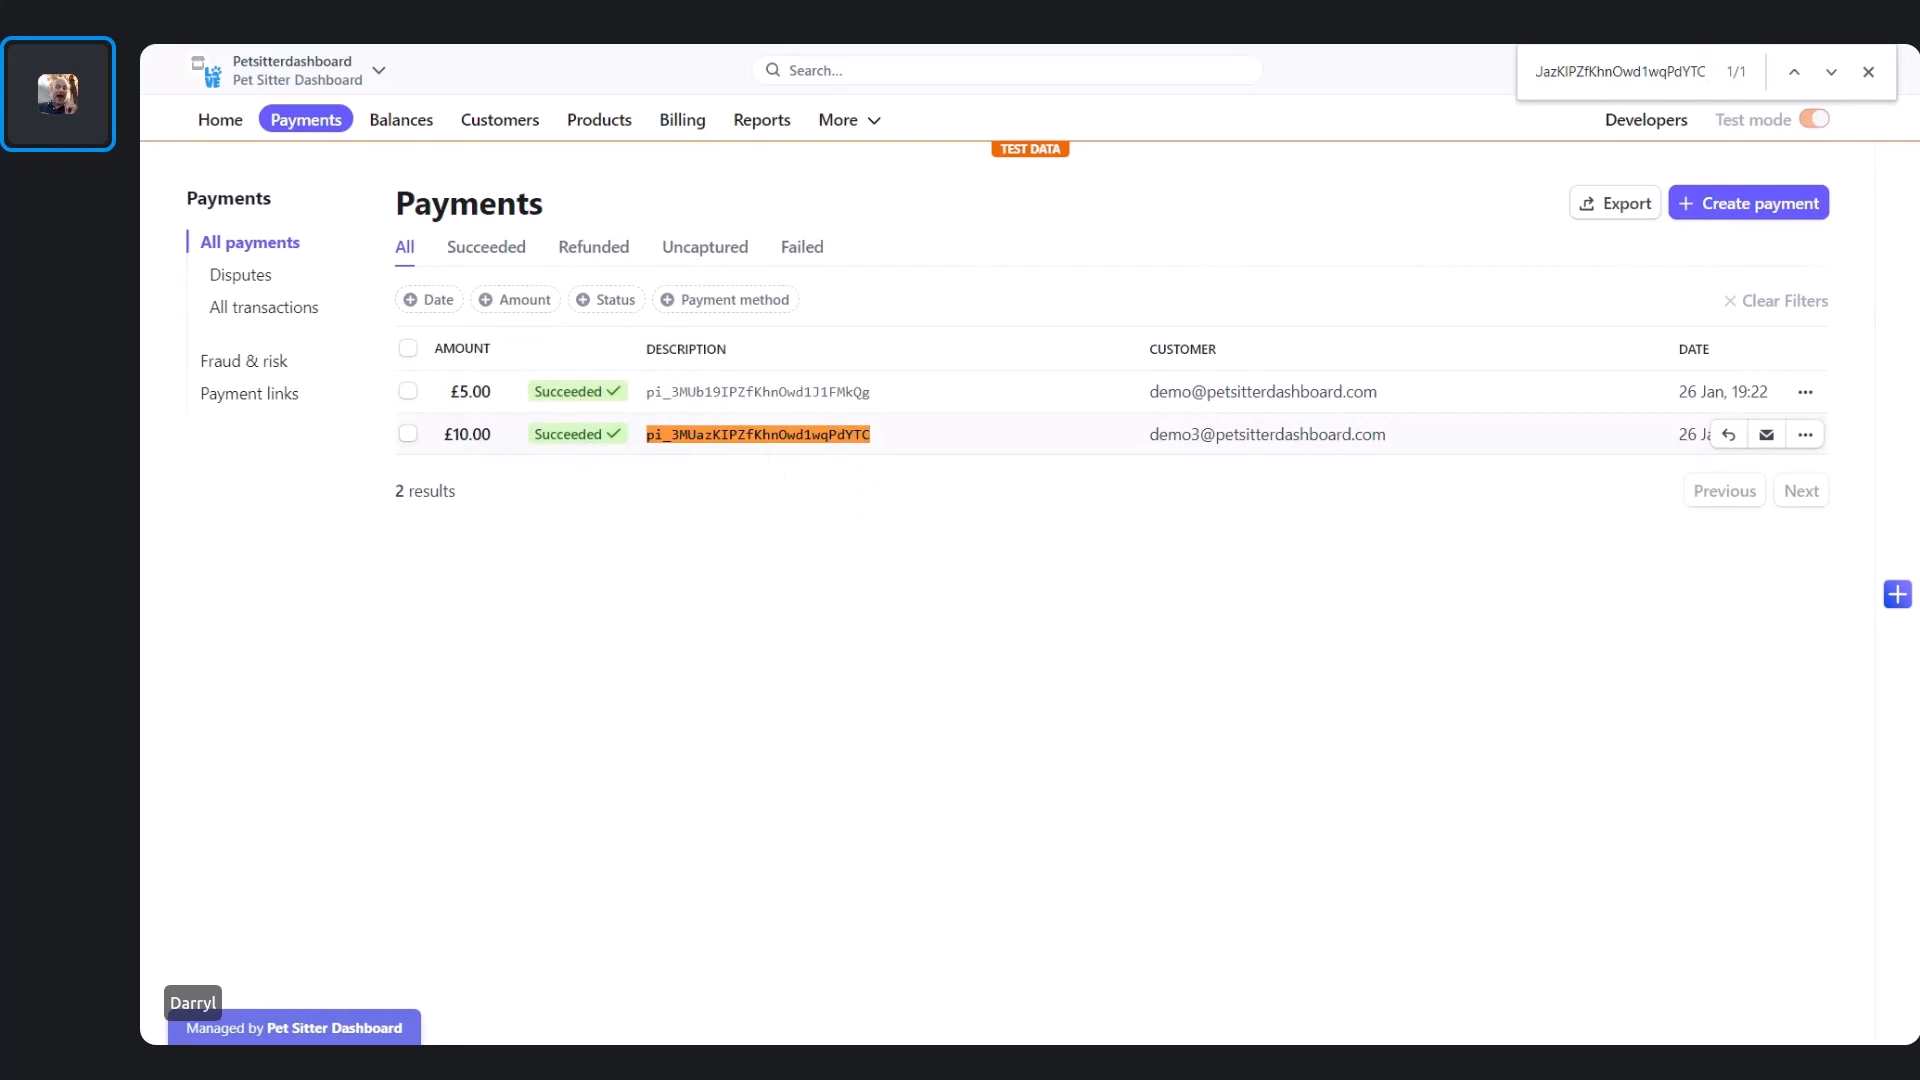 Petsitterdashboard
Pet Sitter Dashboard
Search...
JazKIPZfKhnOwd1wqPdYTC 1/1
Home Payments Balances Customers Products Billing Reports More
Developers Test mode
TEST DATA
Payments
All payments
Disputes
All transactions
Fraud & risk
Payment links
Payments
Export Create payment
All Succeeded Refunded Uncaptured Failed
Date Amount Status Payment method
Clear Filters
AMOUNT DESCRIPTION CUSTOMER DATE
£5.00 Succeeded pi_3MUb19IPZfKhnOwd1J1FMkQg demo@petsitterdashboard.com 26 Jan, 19:22
£10.00 Succeeded pi_3MUazKIPZfKhnOwd1wqPdYTC demo3@petsitterdashboard.com 26 Ja
2 results
Previous Next
Darryl
Managed by Pet Sitter Dashboard